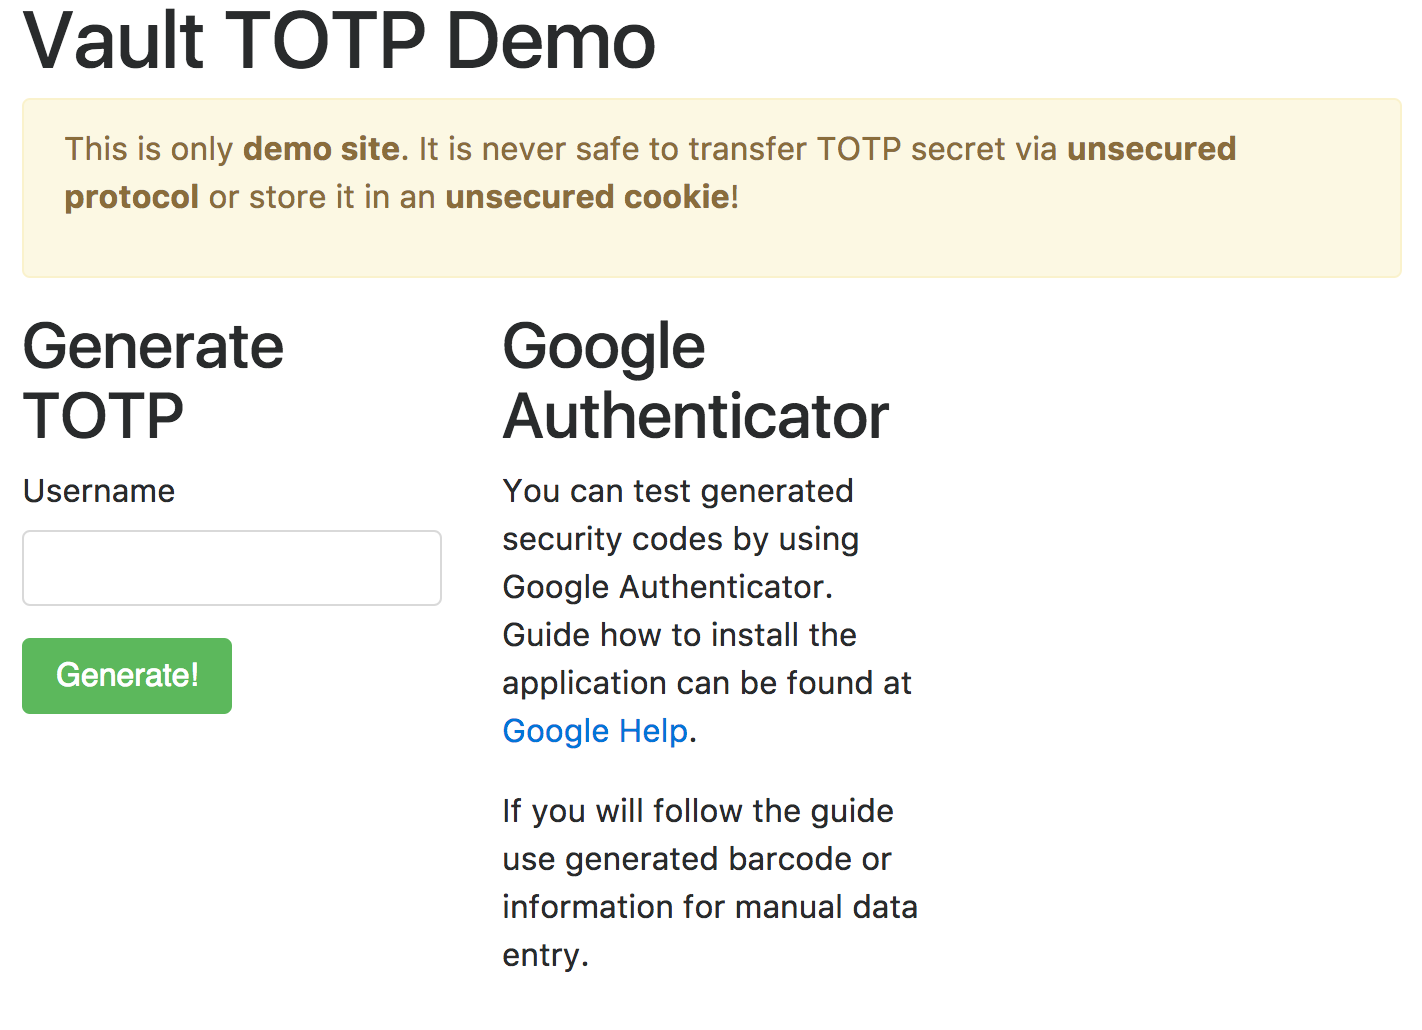 Vault TOTP Demo
This is only demo site. It is never safe to transfer TOTP secret via unsecured
protocol or store it in an unsecured cookie!
Generate
TOTP
Username
Generate!
Google
Authenticator
You can test generated
security codes by using
Google Authenticator.
Guide how to install the
application can be found at
Google Help.
If you will follow the guide
use generated barcode or
information for manual data
entry.